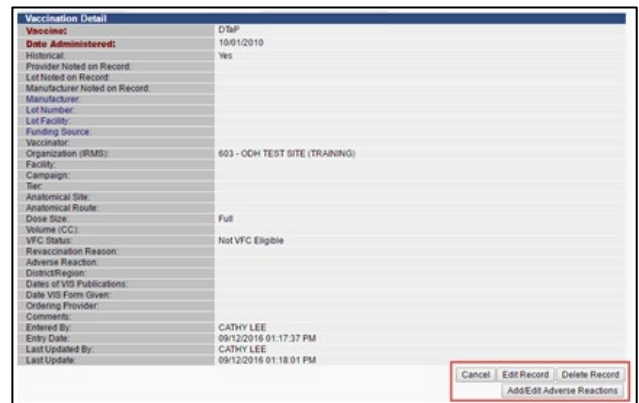 Vaccination Detail
Vaccine: DTaP
Date Administered: 10/01/2010
Historical: Yes
Provider Noted on Record:
Lot Noted on Record:
Manufacturer Noted on Record:
Manufacturer:
Lot Number:
Lot Facility:
Funding Source:
Vaccinator:
Organization (IRMS): 603 - ODH TEST SITE (TRAINING)
Facility:
Campaign:
Tier:
Anatomical Site:
Anatomical Route:
Dose Size: Full
Volume (CC):
VFC Status: Not VFC Eligible
Revaccination Reason:
Adverse Reaction:
District/Region:
Dates of VIS Publications:
Date VIS Form Given:
Ordering Provider:
Comments:
Entered By: CATHY LEE
Entry Date: 09/12/2016 01:17:37 PM
Last Updated By: CATHY LEE
Last Update: 09/12/2016 01:18:01 PM
Cancel Edit Record Delete Record
Add/Edit Adverse Reactions